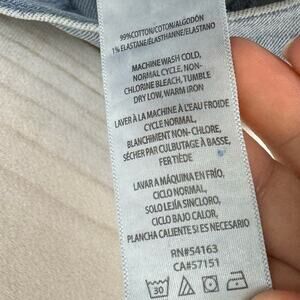 99%COTTON/COTON/ALGODÓN
1% ELASTANE/ÉLASTHANNE/ELASTANO
MACHINE WASH COLD,
NORMAL CYCLE, NON-
CHLORINE BLEACH, TUMBLE
DRY LOW, WARM IRON
LAVER À LA MACHINE À L'EAU FROIDE
CYCLE NORMAL,
BLANCHIMENT NON-CHLORE,
SÉCHER PAR CULBUTAGE À BASSE,
FER TIÈDE
LAVAR A MÁQUINA EN FRÍO,
CICLO NORMAL,
SOLO LEJÍA SINCLORO,
CICLO BAJO CALOR,
PLANCHA CALIENTE SI ES NECESARIO
RN#54163
CA#57151
30